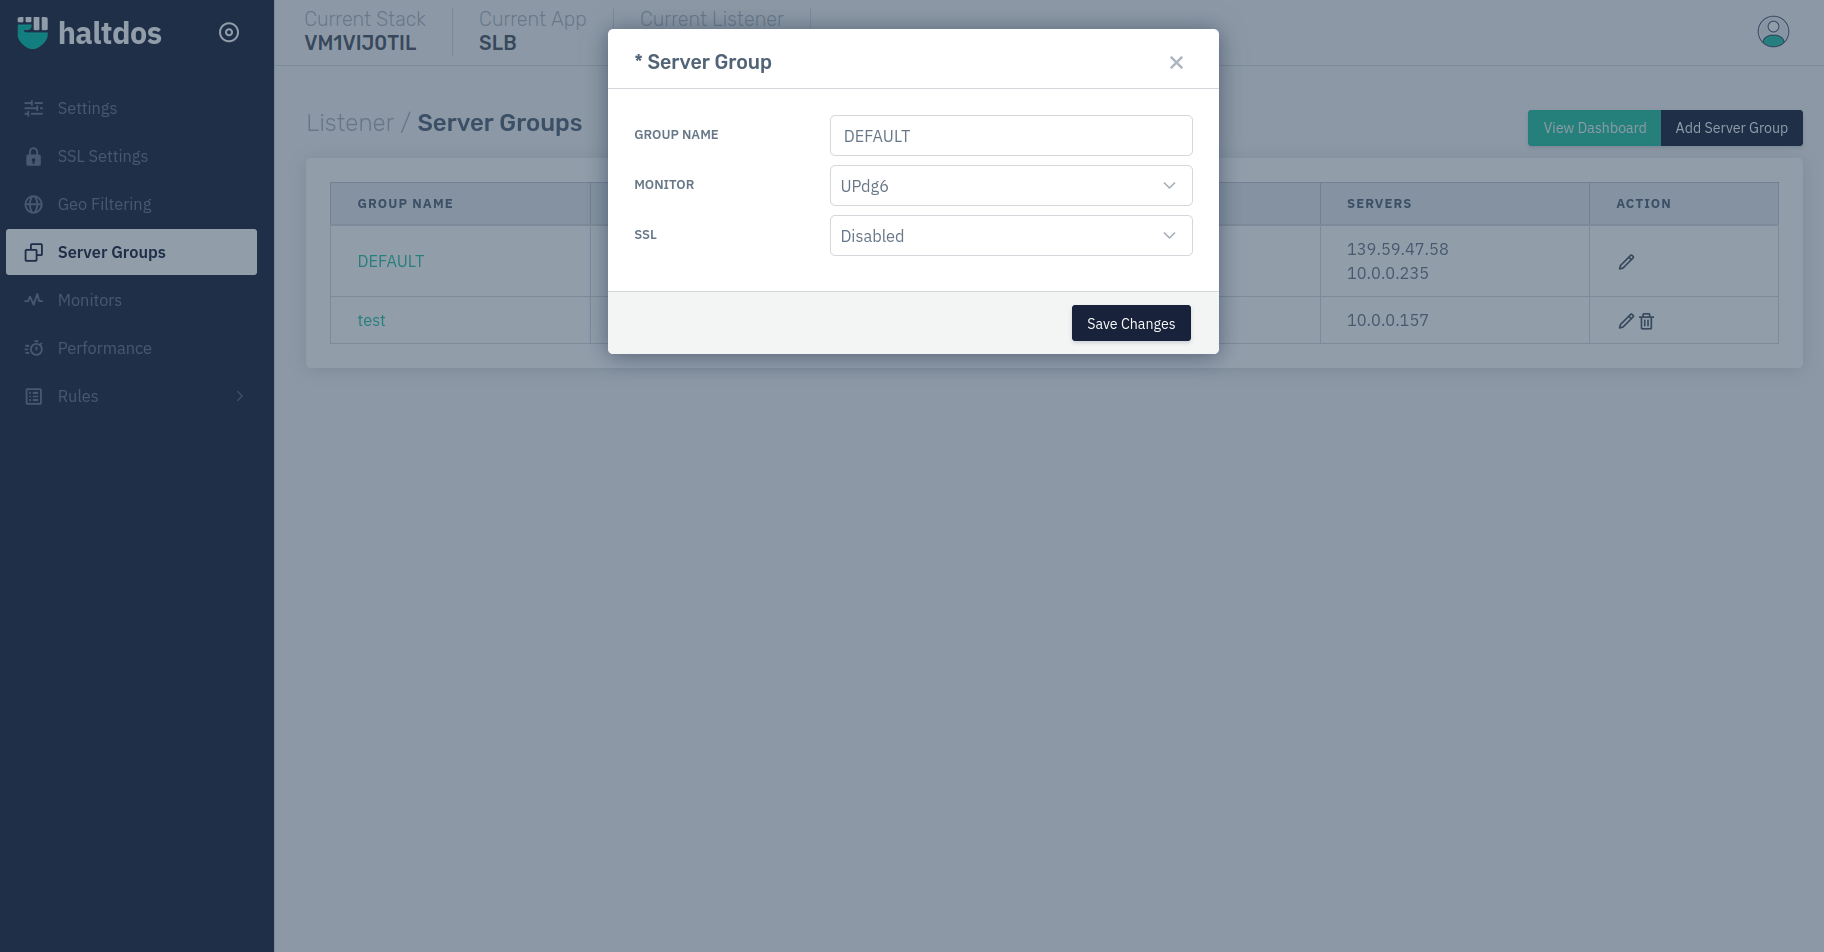 haltdos
Current Stack
VM1VIJ0TIL
Current App
SLB
Current Listener
Settings
SSL Settings
Geo Filtering
Server Groups
Monitors
Performance
Rules
Listener / Server Groups
View Dashboard
Add Server Group
GROUP NAME
SERVERS
ACTION
DEFAULT
139.59.47.58
10.0.0.235
test
10.0.0.157
* Server Group
GROUP NAME
DEFAULT
MONITOR
UPdg6
SSL
Disabled
Save Changes